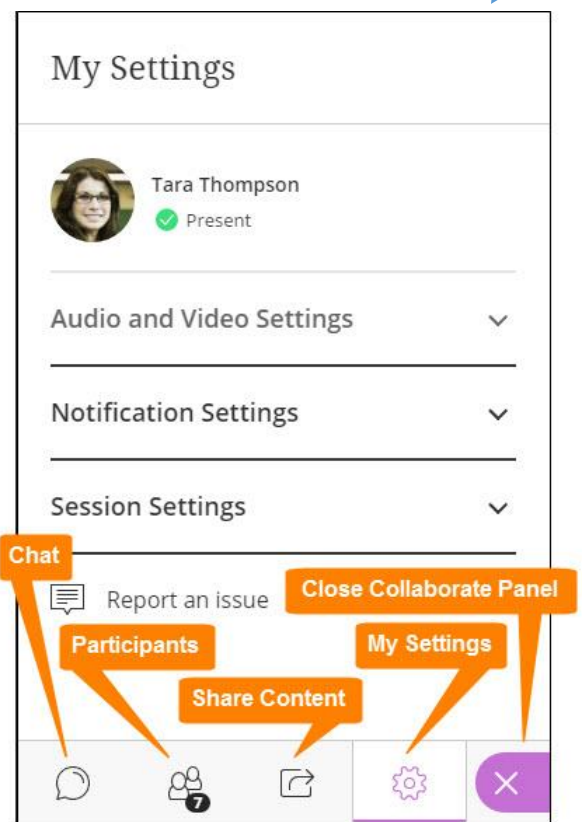 My Settings
Tara Thompson
Present
Audio and Video Settings
Notification Settings
Session Settings
Chat
Report an issue
Close Collaborate Panel
Participants
My Settings
Share Content
7